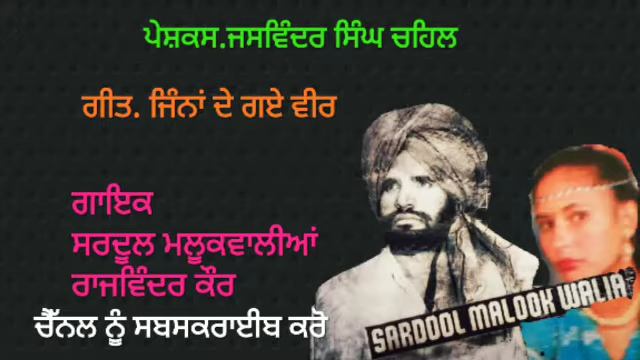 ਪੇਸ਼ਕਸ.ਜਸਵਿੰਦਰ ਸਿੰਘ ਚਹਿਲ
ਗੀਤ. ਜਿੰਨਾਂ ਦੇ ਗਏ ਵੀਰ
ਗਾਇਕ
ਸਰਦੂਲ ਮਲੂਕਵਾਲੀਆਂ
ਰਾਜਵਿੰਦਰ ਕੌਰ
ਚੈੱਨਲ ਨੂੰ ਸਬਸਕਰਾਈਬ ਕਰੋ
SARDOOL MALOOK WALIA